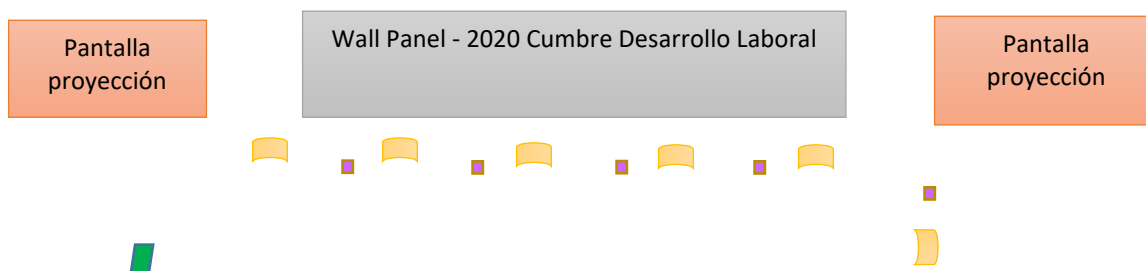 Pantalla
proyección
Wall Panel - 2020 Cumbre Desarrollo Laboral
Pantalla
proyección